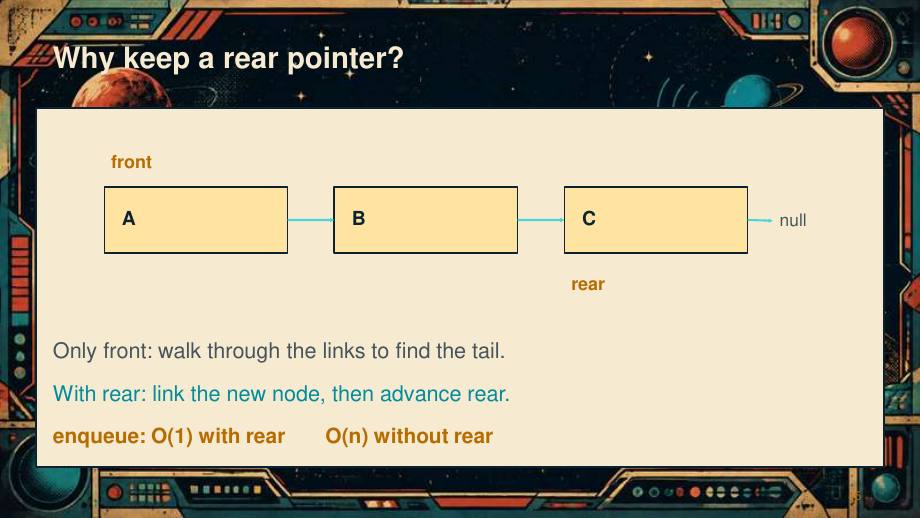 Why keep a rear pointer?
front
A
B
C
null
rear
Only front: walk through the links to find the tail.
With rear: link the new node, then advance rear.
enqueue: O(1) with rear O(n) without rear